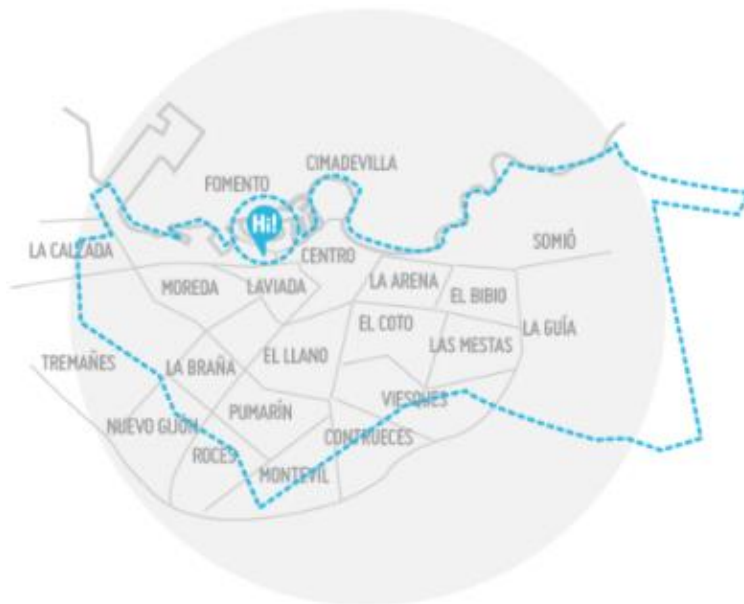 CIMADEVILLA
FOMENTO
Hi!
LA CALZADA
CENTRO
SOMIÓ
MOREDA
LAVIADA
LA ARENA
EL BIBIO
EL COTO
LA GUÍA
LAS MESTAS
TREMAÑES
LA BRAÑA
EL LLANO
VIESQUES
PUMARÍN
NUEVO GIJÓN
CONTRUECES
ROCES
MONTEVIL